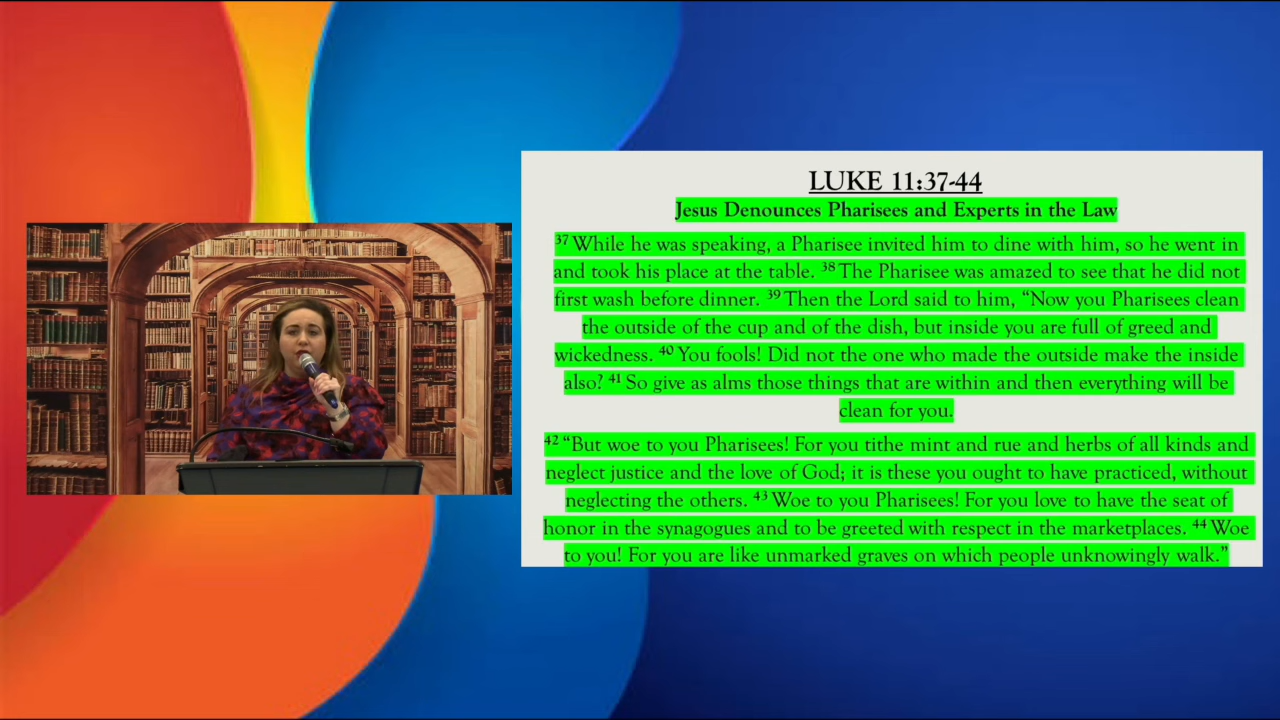 LUKE 11:37-44
Jesus Denounces Pharisees and Experts in the Law
37 While he was speaking, a Pharisee invited him to dine with him, so he went in
and took his place at the table. 38 The Pharisee was amazed to see that he did not
first wash before dinner. 39 Then the Lord said to him, “Now you Pharisees clean
the outside of the cup and of the dish, but inside you are full of greed and
wickedness. 40 You fools! Did not the one who made the outside make the inside
also? 41 So give as alms those things that are within and then everything will be
clean for you.
42 “But woe to you Pharisees! For you tithe mint and rue and herbs of all kinds and
neglect justice and the love of God; it is these you ought to have practiced, without
neglecting the others. 43 Woe to you Pharisees! For you love to have the seat of
honor in the synagogues and to be greeted with respect in the marketplaces. 44 Woe
to you! For you are like unmarked graves on which people unknowingly walk.”